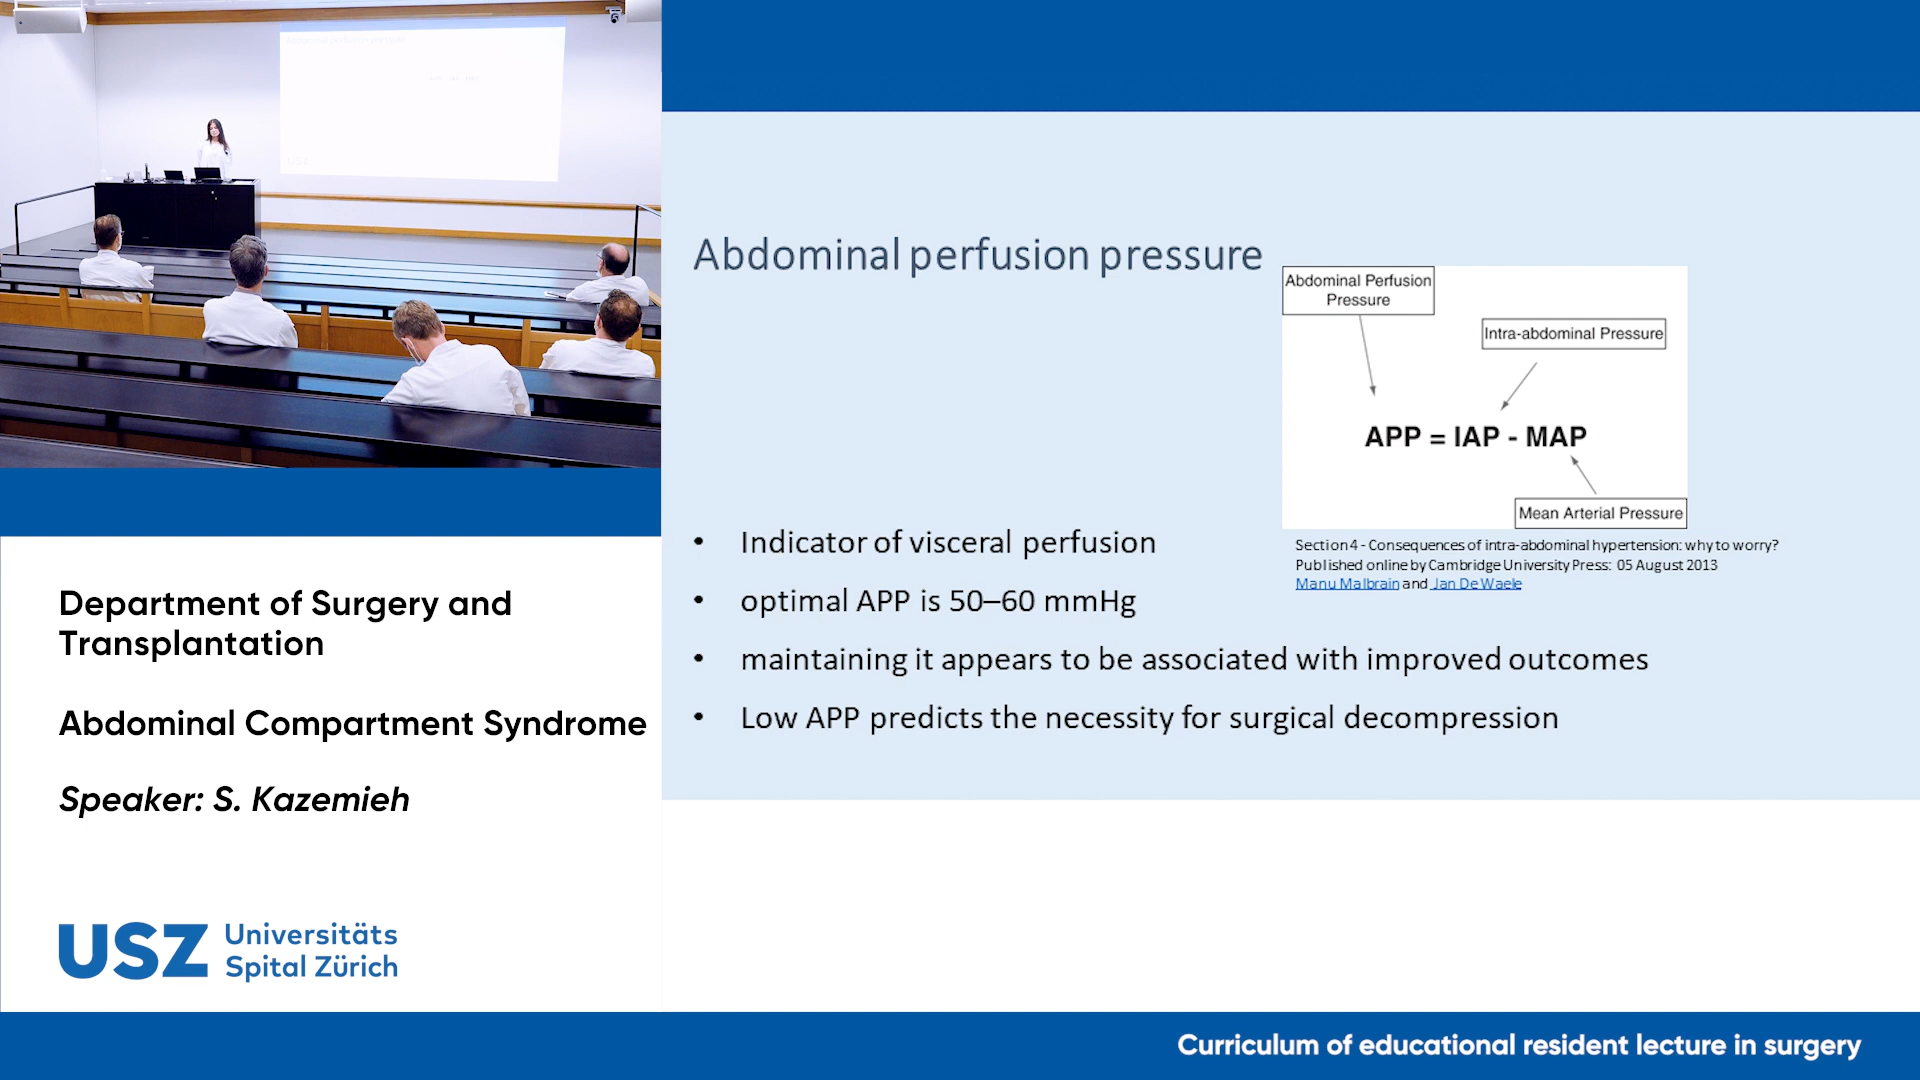 Department of Surgery and
Transplantation
Abdominal Compartment Syndrome
Speaker: S. Kazemieh
USZ Universitäts
Spital Zürich
Abdominal perfusion pressure
Abdominal Perfusion
Pressure
Intra-abdominal Pressure
APP = IAP - MAP
Mean Arterial Pressure
Section 4 - Consequences of intra-abdominal hypertension: why to worry?
Published online by Cambridge University Press: 05 August 2013
Manu Malbrain and Jan De Waele
• Indicator of visceral perfusion
• optimal APP is 50–60 mmHg
• maintaining it appears to be associated with improved outcomes
• Low APP predicts the necessity for surgical decompression
Curriculum of educational resident lecture in surgery